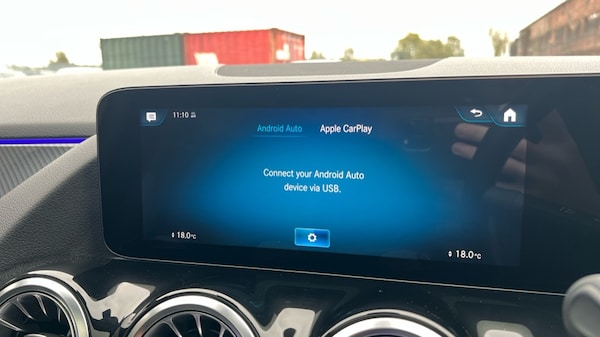 11:10
Android Auto Apple CarPlay
Connect your Android Auto
device via USB.
18.0°C
18.0°C